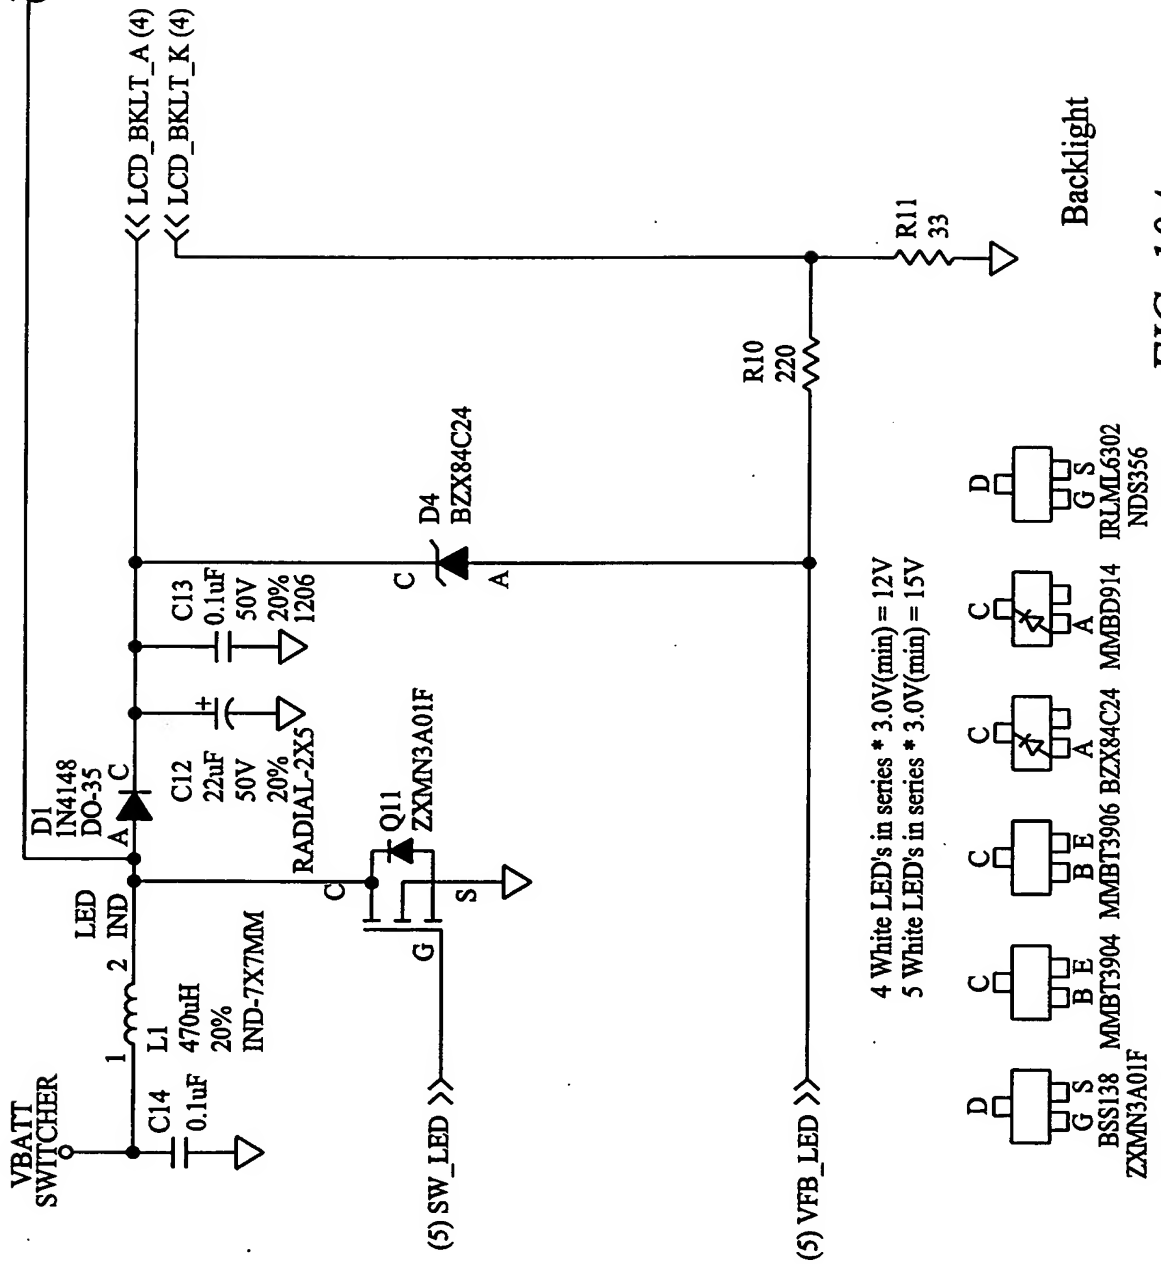 VBATT
SWITCHER
C14
0.1uF
1
L1
470uH
20%
IND-7X7MM
2
LED
IND
D1
1N4148
DO-35
A
C
C12
22uF
50V
20%
RADIAL-2X5
+
C13
0.1uF
50V
20%
1206
LCD_BKLT_A (4)
LCD_BKLT_K (4)
C
Q11
ZXMN3A01F
G
S
C
D4
BZX84C24
A
(5) SW_LED
(5) VFB_LED
R10
220
R11
33
4 White LED's in series * 3.0V(min) = 12V
5 White LED's in series * 3.0V(min) = 15V
Backlight
D
G S
BSS138
ZXMN3A01F
C
B E
MMBT3904
C
B E
MMBT3906
C
A
BZX84C24
C
A
MMBD914
D
G S
IRLML6302
NDS356